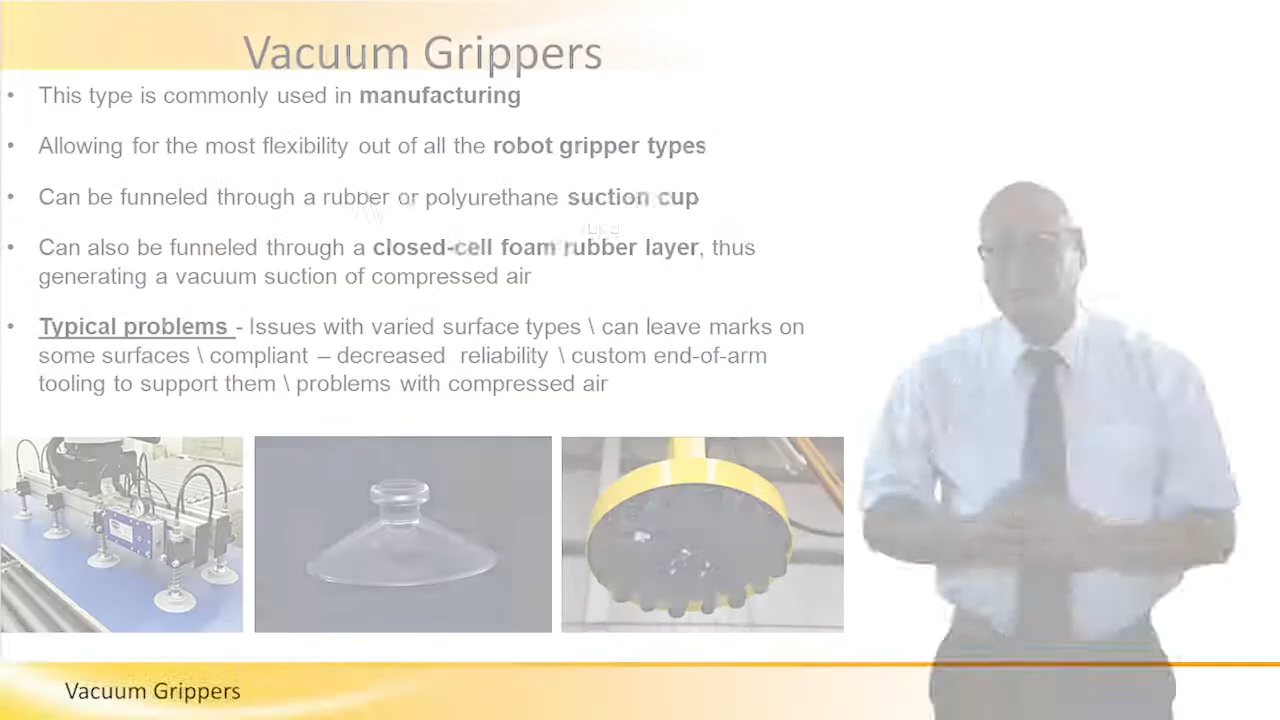 Vacuum Grippers
• This type is commonly used in manufacturing
• Allowing for the most flexibility out of all the robot gripper types
• Can be funneled through a rubber or polyurethane suction cup
• Can also be funneled through a closed-cell foam rubber layer, thus
generating a vacuum suction of compressed air
• Typical problems - Issues with varied surface types \ can leave marks on
some surfaces \ compliant – decreased reliability \ custom end-of-arm
tooling to support them \ problems with compressed air
Vacuum Grippers